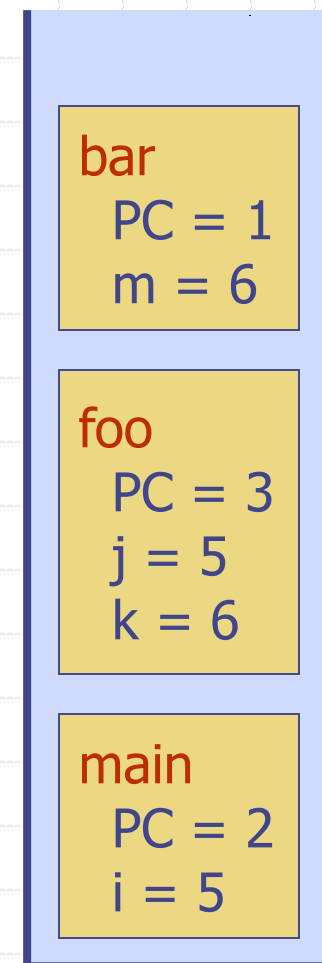 bar
PC = 1
m = 6
foo
PC = 3
j = 5
k = 6
main
PC = 2
i = 5